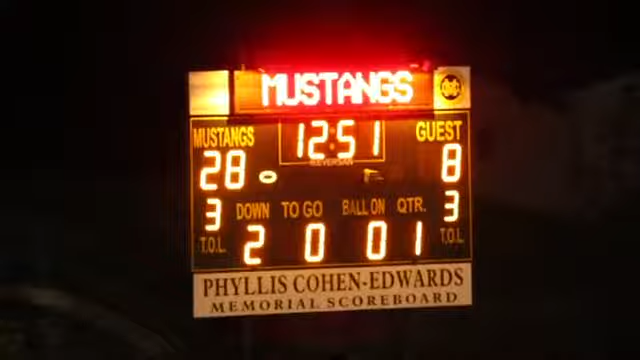 MUSTANGS
MUSTANGS 12:51 GUEST
28 8
3 DOWN TO GO BALL ON QTR. 3
T.O.L. 2 0 0 1 T.O.L.
PHYLLIS COHEN-EDWARDS
MEMORIAL SCOREBOARD